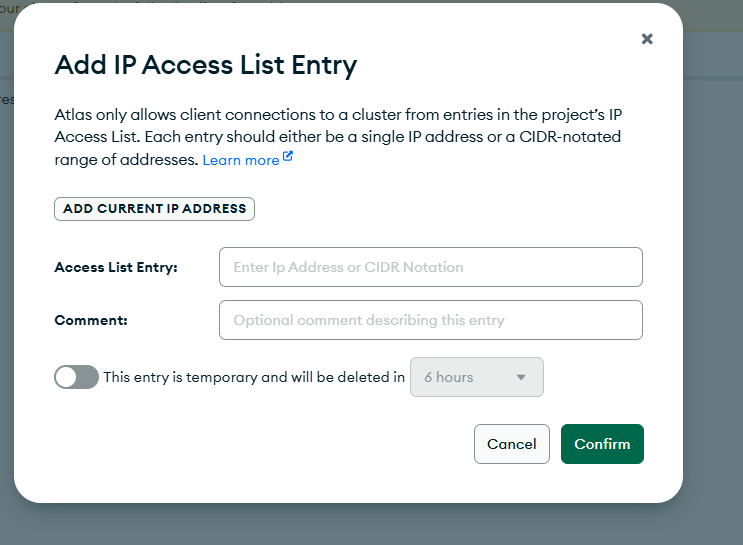 Add IP Access List Entry
Atlas only allows client connections to a cluster from entries in the project's IP
Access List. Each entry should either be a single IP address or a CIDR-notated
range of addresses. Learn more
ADD CURRENT IP ADDRESS
Access List Entry: Enter Ip Address or CIDR Notation
Comment: Optional comment describing this entry
This entry is temporary and will be deleted in 6 hours
Cancel Confirm